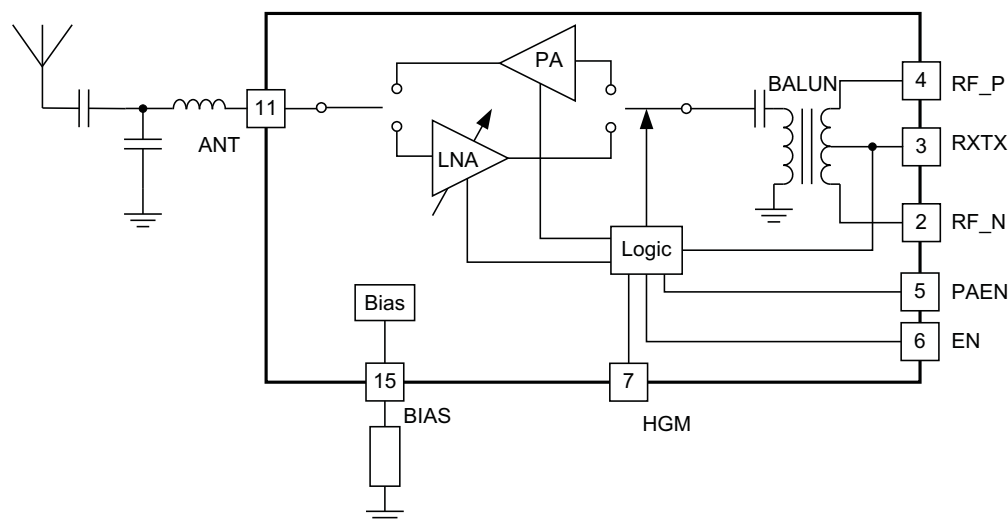 PA
BALUN
4
RF_P
11
ANT
LNA
3
RXTX
2
RF_N
Logic
Bias
5
PAEN
6
EN
15
BIAS
7
HGM